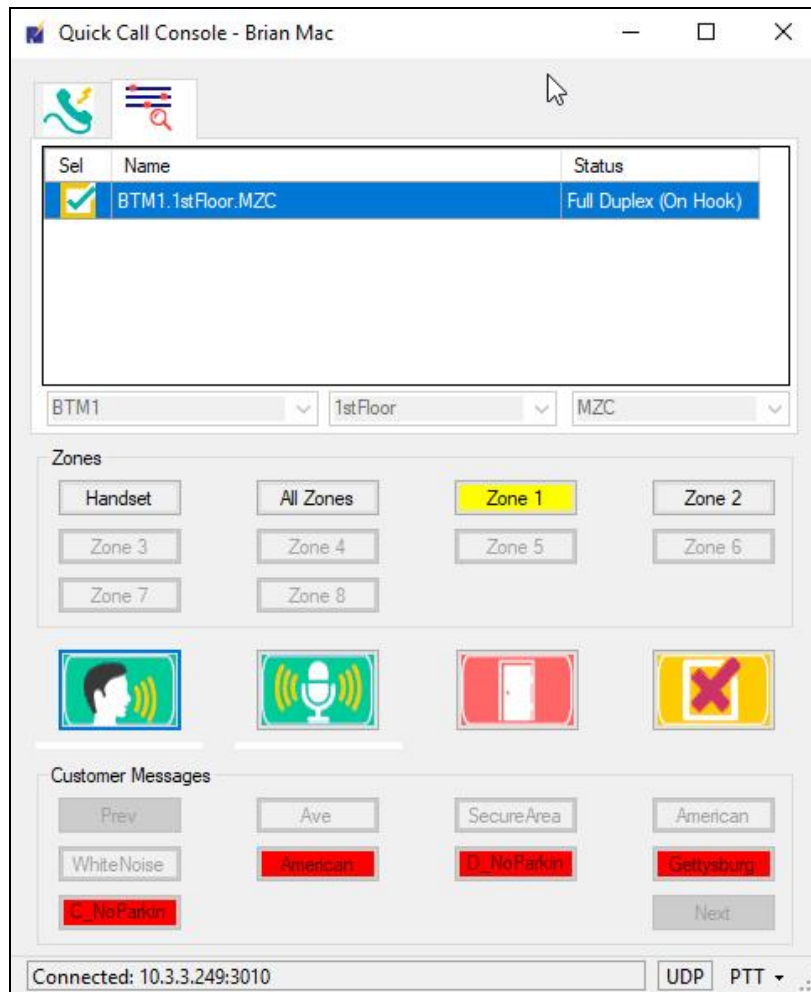 Quick Call Console - Brian Mac
Sel Name Status
BTM1.1stFloor.MZC Full Duplex (On Hook)
BTM1 1stFloor MZC
Zones
Handset All Zones Zone 1 Zone 2
Zone 3 Zone 4 Zone 5 Zone 6
Zone 7 Zone 8
Customer Messages
Prev Ave SecureArea American
WhiteNoise American D_NoParkin Gettysburg
C_NoParkin Next
Connected: 10.3.3.249:3010 UDP PTT